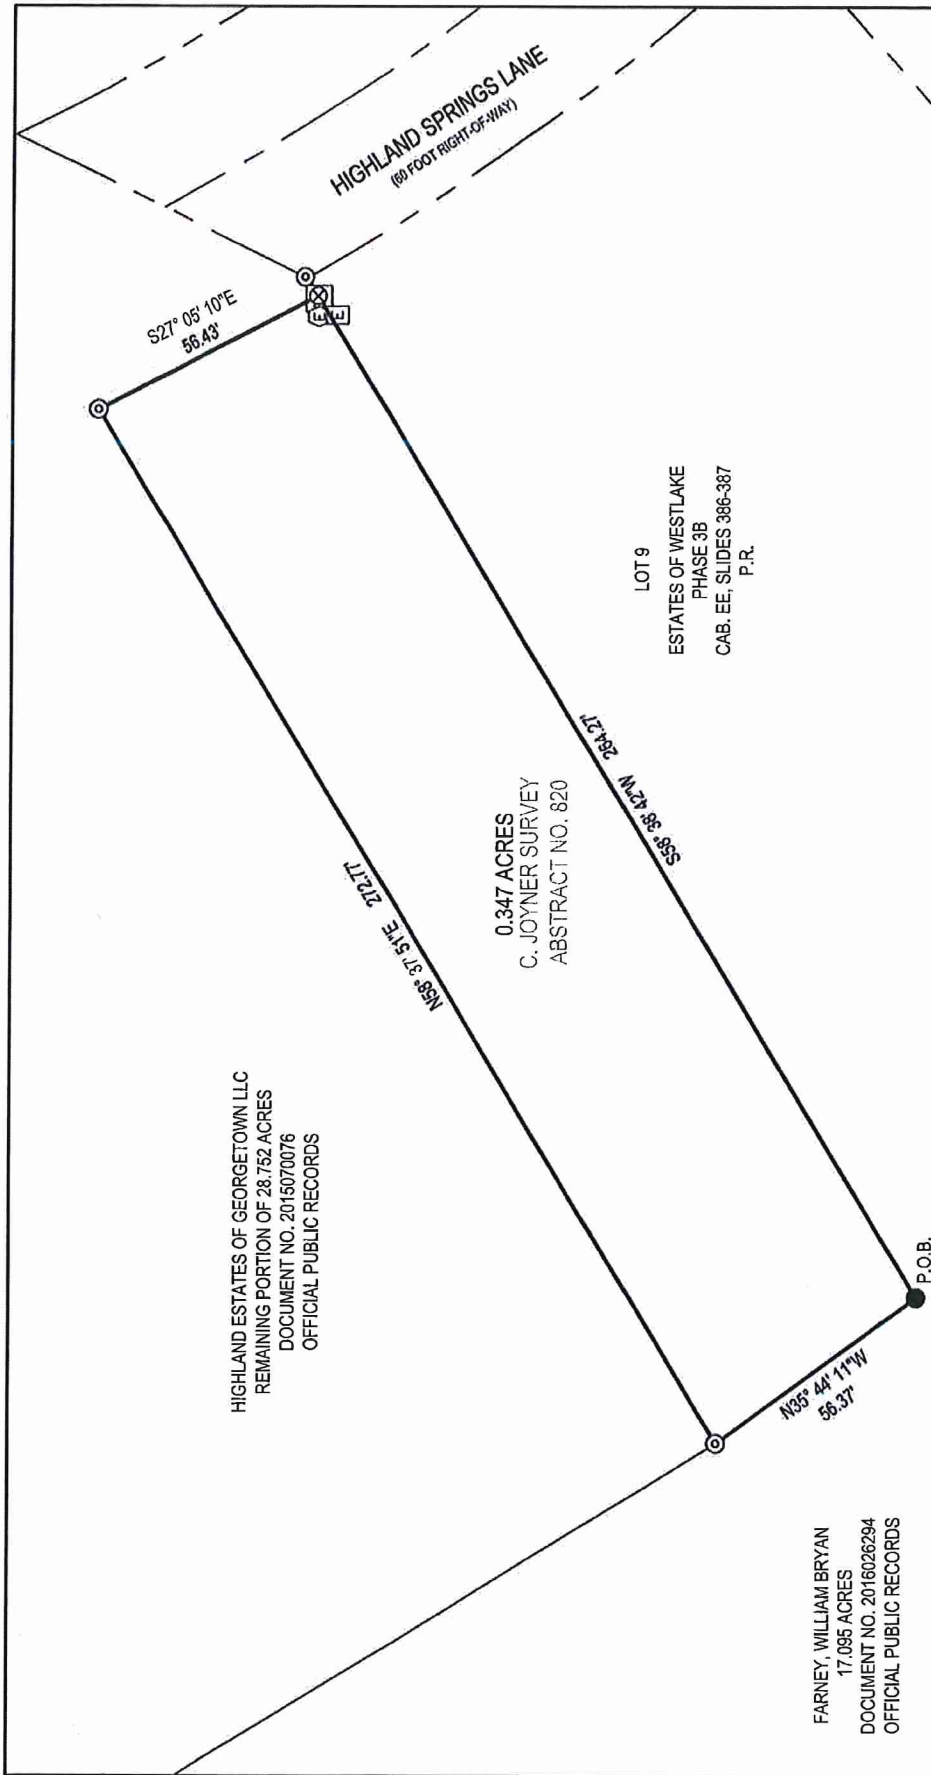 HIGHLAND SPRINGS LANE
(60 FOOT RIGHT-OF-WAY)
S27° 05' 10"E
56.43'
E
E
LOT 9
ESTATES OF WESTLAKE
PHASE 3B
CAB. EE, SLIDES 386-387
P.R.
N58° 37' 51"E 272.77'
0.347 ACRES
C. JOYNER SURVEY
ABSTRACT NO. 820
S58° 38' 42"W 264.27'
HIGHLAND ESTATES OF GEORGETOWN LLC
REMAINING PORTION OF 28.752 ACRES
DOCUMENT NO. 2015070076
OFFICIAL PUBLIC RECORDS
N35° 44' 11"W
56.37'
P.O.B.
FARNEY, WILLIAM BRYAN
17.095 ACRES
DOCUMENT NO. 2016026294
OFFICIAL PUBLIC RECORDS